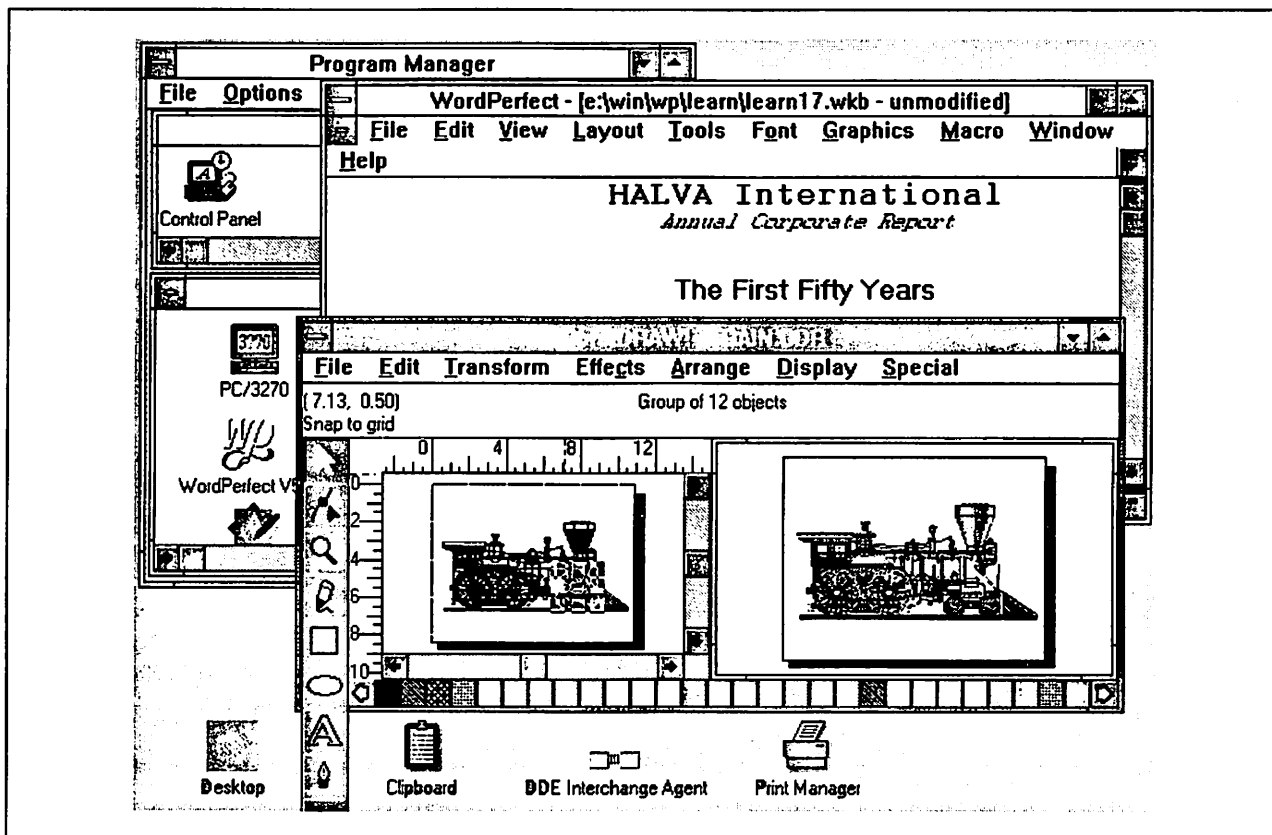 Program Manager
File Options
Control Panel
3270
PC/3270
WordPerfect V5
WordPerfect - [e:\win\wp\learn\learn17.wkb - unmodified]
File Edit View Layout Tools Font Graphics Macro Window
Help
HALVA International
Annual Corporate Report
The First Fifty Years
File Edit Transform Effects Arrange Display Special
(7.13, 0.50)
Group of 12 objects
Snap to grid
0 4 8 12
0
2
4
6
8
10
Desktop
Clipboard
DDE Interchange Agent
Print Manager